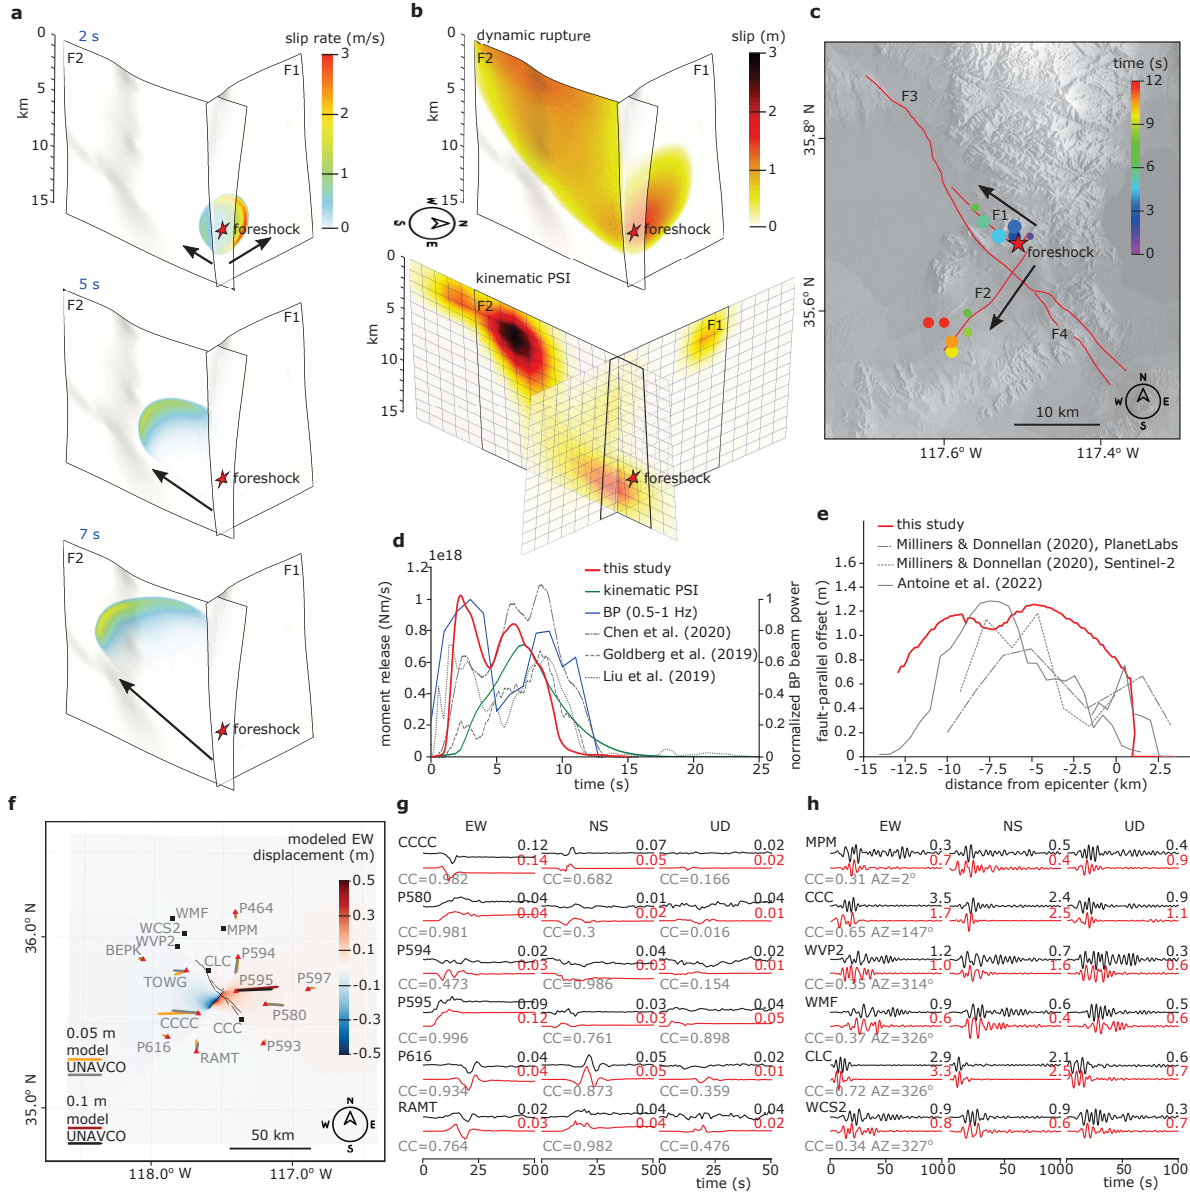 a
2 s
F2
F1
0
5
10
15
km
slip rate (m/s)
3
2
1
0
foreshock
5 s
F2
F1
foreshock
7 s
F2
F1
foreshock
b
dynamic rupture
F2
F1
0
5
10
15
km
slip (m)
3
2
1
0
foreshock
N
E
S
W
kinematic PSI
F2
F1
0
5
10
15
km
foreshock
c
time (s)
12
9
6
3
0
F3
F1
F2
F4
foreshock
35.8° N
35.6° N
117.6° W
117.4° W
10 km
N
E
S
W
d
1e18
moment release (Nm/s)
1.2
1
0.8
0.6
0.4
0.2
0
this study
kinematic PSI
BP (0.5-1 Hz)
Chen et al. (2020)
Goldberg et al. (2019)
Liu et al. (2019)
1
0.8
0.6
0.4
0.2
0
normalized BP beam power
0 5 10 15 20 25
time (s)
e
this study
Milliners & Donnellan (2020), PlanetLabs
Milliners & Donnellan (2020), Sentinel-2
Antoine et al. (2022)
fault-parallel offset (m)
1.6
1.4
1.2
1.0
0.8
0.6
0.4
0.2
0
-15 -12.5 -10 -7.5 -5 -2.5 0 2.5
distance from epicenter (km)
f
modeled EW
displacement (m)
0.5
0.3
0.1
-0.1
-0.3
-0.5
WMF
P464
WCS2
MPM
WVP2
BEPK
CLC
P594
TOWG
P595
P597
CCCC
P580
CCC
P616
RAMT
P593
0.05 m
model
UNAVCO
0.1 m
model
UNAVCO
50 km
N
E
S
W
36.0° N
35.0° N
118.0° W
117.0° W
g
EW NS UD
CCCC 0.12 0.07 0.02
0.14 0.05 0.02
CC=0.982 CC=0.682 CC=0.166
P580 0.04 0.01 0.04
0.04 0.02 0.01
CC=0.981 CC=0.3 CC=0.016
P594 0.02 0.04 0.02
0.03 0.03 0.01
CC=0.473 CC=0.986 CC=0.154
P595 0.09 0.03 0.04
0.12 0.03 0.05
CC=0.996 CC=0.761 CC=0.898
P616 0.04 0.05 0.02
0.04 0.05 0.01
CC=0.934 CC=0.873 CC=0.359
RAMT 0.02 0.04 0.04
0.03 0.04 0.02
CC=0.764 CC=0.982 CC=0.476
0 25 50 0 25 50 0 25 50
time (s)
h
EW NS UD
MPM 0.3 0.5 0.4
0.7 0.4 0.9
CC=0.31 AZ=2°
CCC 3.5 2.4 0.9
1.7 2.5 1.1
CC=0.65 AZ=147°
WVP2 1.2 0.7 0.3
1.0 1.6 0.6
CC=0.35 AZ=314°
WMF 0.9 0.6 0.5
0.6 0.4 0.6
CC=0.37 AZ=326°
CLC 2.9 2.1 0.6
3.3 2.5 0.7
CC=0.72 AZ=326°
WCS2 0.9 0.9 0.3
0.8 0.6 0.7
CC=0.34 AZ=327°
0 50 100 0 50 100 0 50 100
time (s)